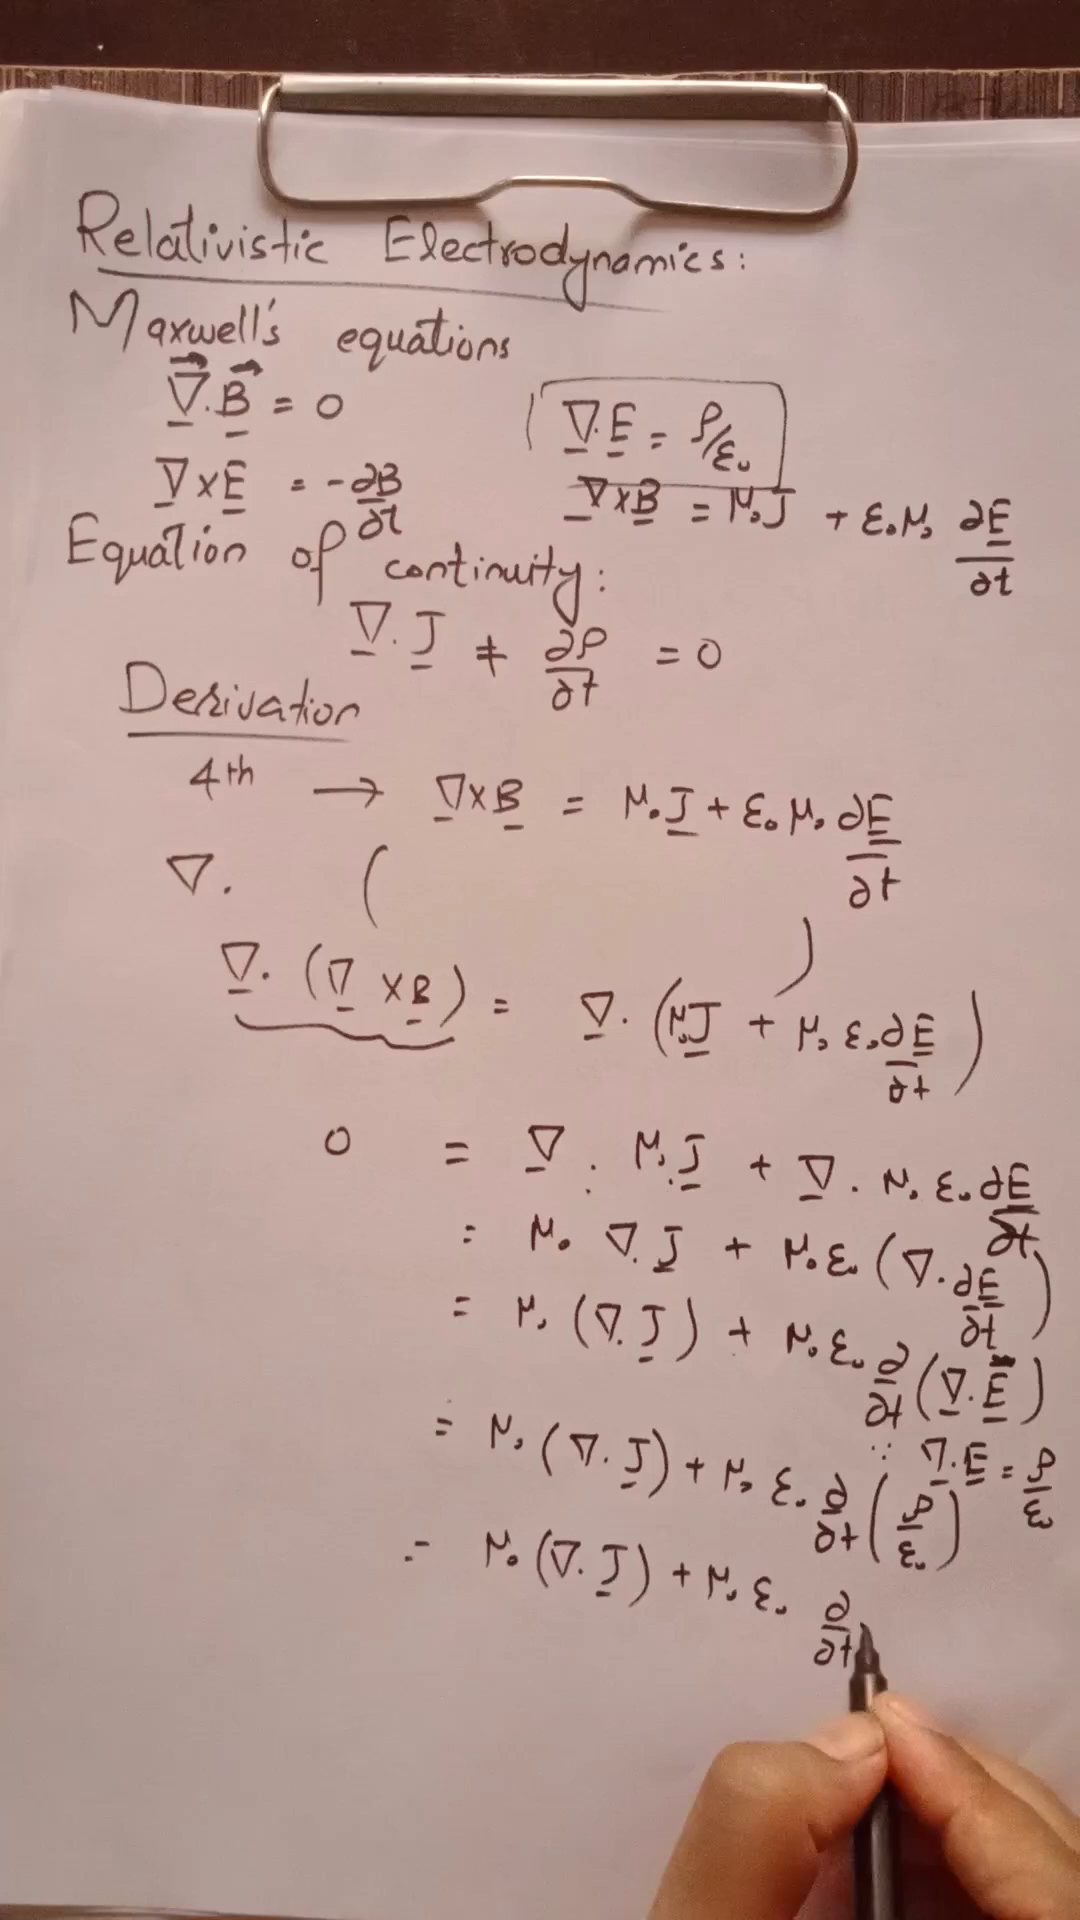 Relativistic Electrodynamics:
Maxwell's equations
∇.B = 0
∇.E = ρ/ε₀
∇×E = -∂B/∂t
∇×B = μ₀J + ε₀μ₀ ∂E/∂t
Equation of continuity:
∇.J + ∂ρ/∂t = 0
Derivation
4th → ∇×B = μ₀J + ε₀μ₀ ∂E/∂t
∇. ( )
∇.(∇×B) = ∇.(μ₀J + μ₀ε₀∂E/∂t)
0 = ∇.μ₀J + ∇.μ₀ε₀∂E/∂t
= μ₀ ∇.J + μ₀ε₀(∇.∂E/∂t)
= μ₀(∇.J) + μ₀ε₀ ∂/∂t(∇.E)
∵ ∇.E = ρ/ε
= μ₀(∇.J) + μ₀ε₀ ∂/∂t(ρ/ε₀)
= μ₀(∇.J) + μ₀ε₀ ∂/∂t